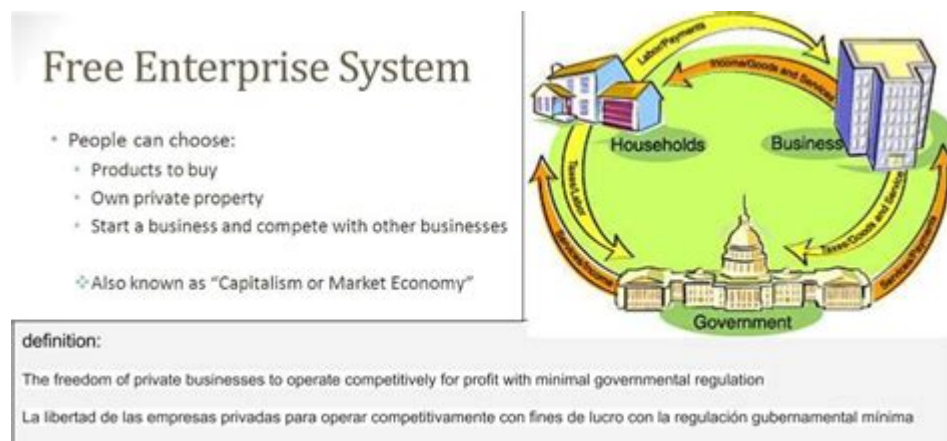 Free Enterprise System
• People can choose:
• Products to buy
• Own private property
• Start a business and compete with other businesses
❖Also known as “Capitalism or Market Economy”
Labor/Payments
Income/Goods and Services
Households
Business
Taxes/Labor
Services/Income
Taxes/Goods and Services
Services/Payments
Government
definition:
The freedom of private businesses to operate competitively for profit with minimal governmental regulation
La libertad de las empresas privadas para operar competitivamente con fines de lucro con la regulación gubernamental mínima